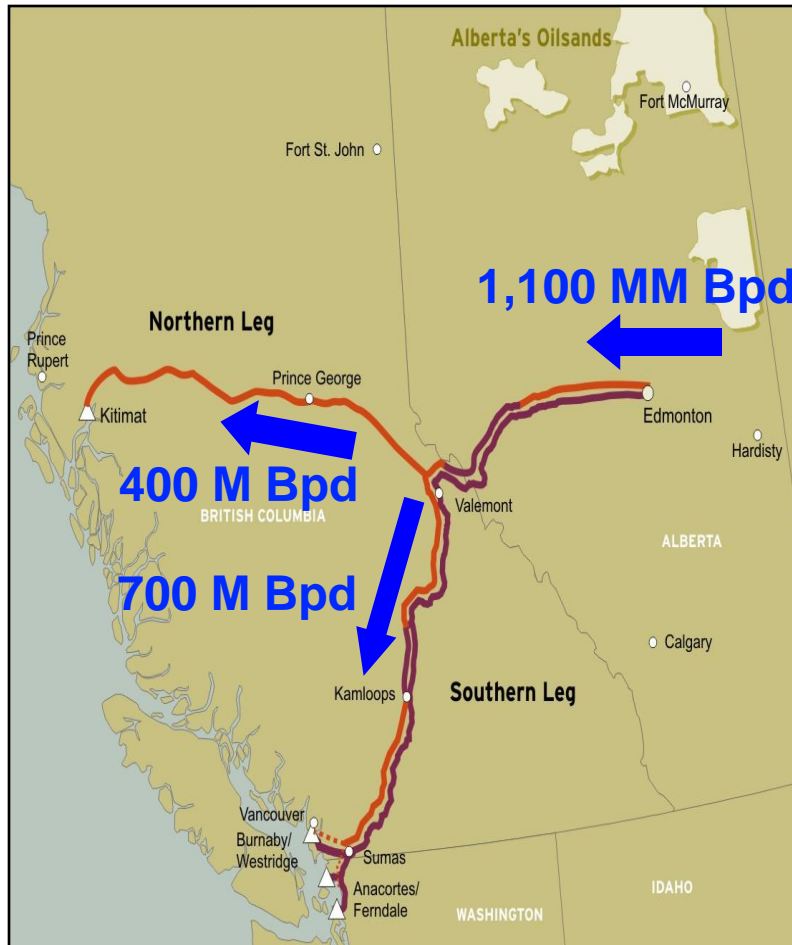 Alberta's Oilsands
Fort McMurray
Fort St. John
1,100 MM Bpd
Northern Leg
Prince
Rupert
Prince George
Kitimat
Edmonton
Hardisty
400 M Bpd
Valemont
BRITISH COLUMBIA
ALBERTA
700 M Bpd
Calgary
Kamloops
Southern Leg
Vancouver
Burnaby/
Westridge
Sumas
Anacortes/
Ferndale
IDAHO
WASHINGTON